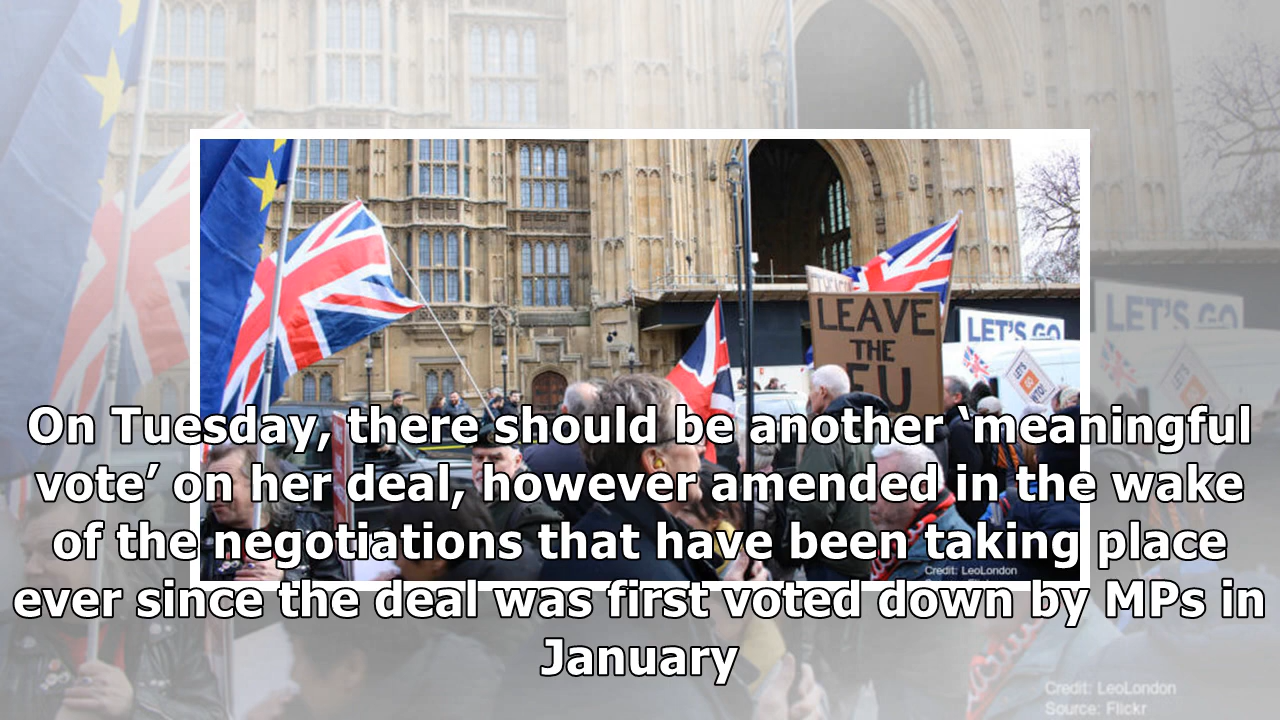 LEAVE
THE
EU
LET'S GO
LET'S GO
On Tuesday, there should be another ‘meaningful
vote’ on her deal, however amended in the wake
of the negotiations that have been taking place
ever since the deal was first voted down by MPs in
January
Credit: LeoLondon
Credit: LeoLondon
Source: Flickr